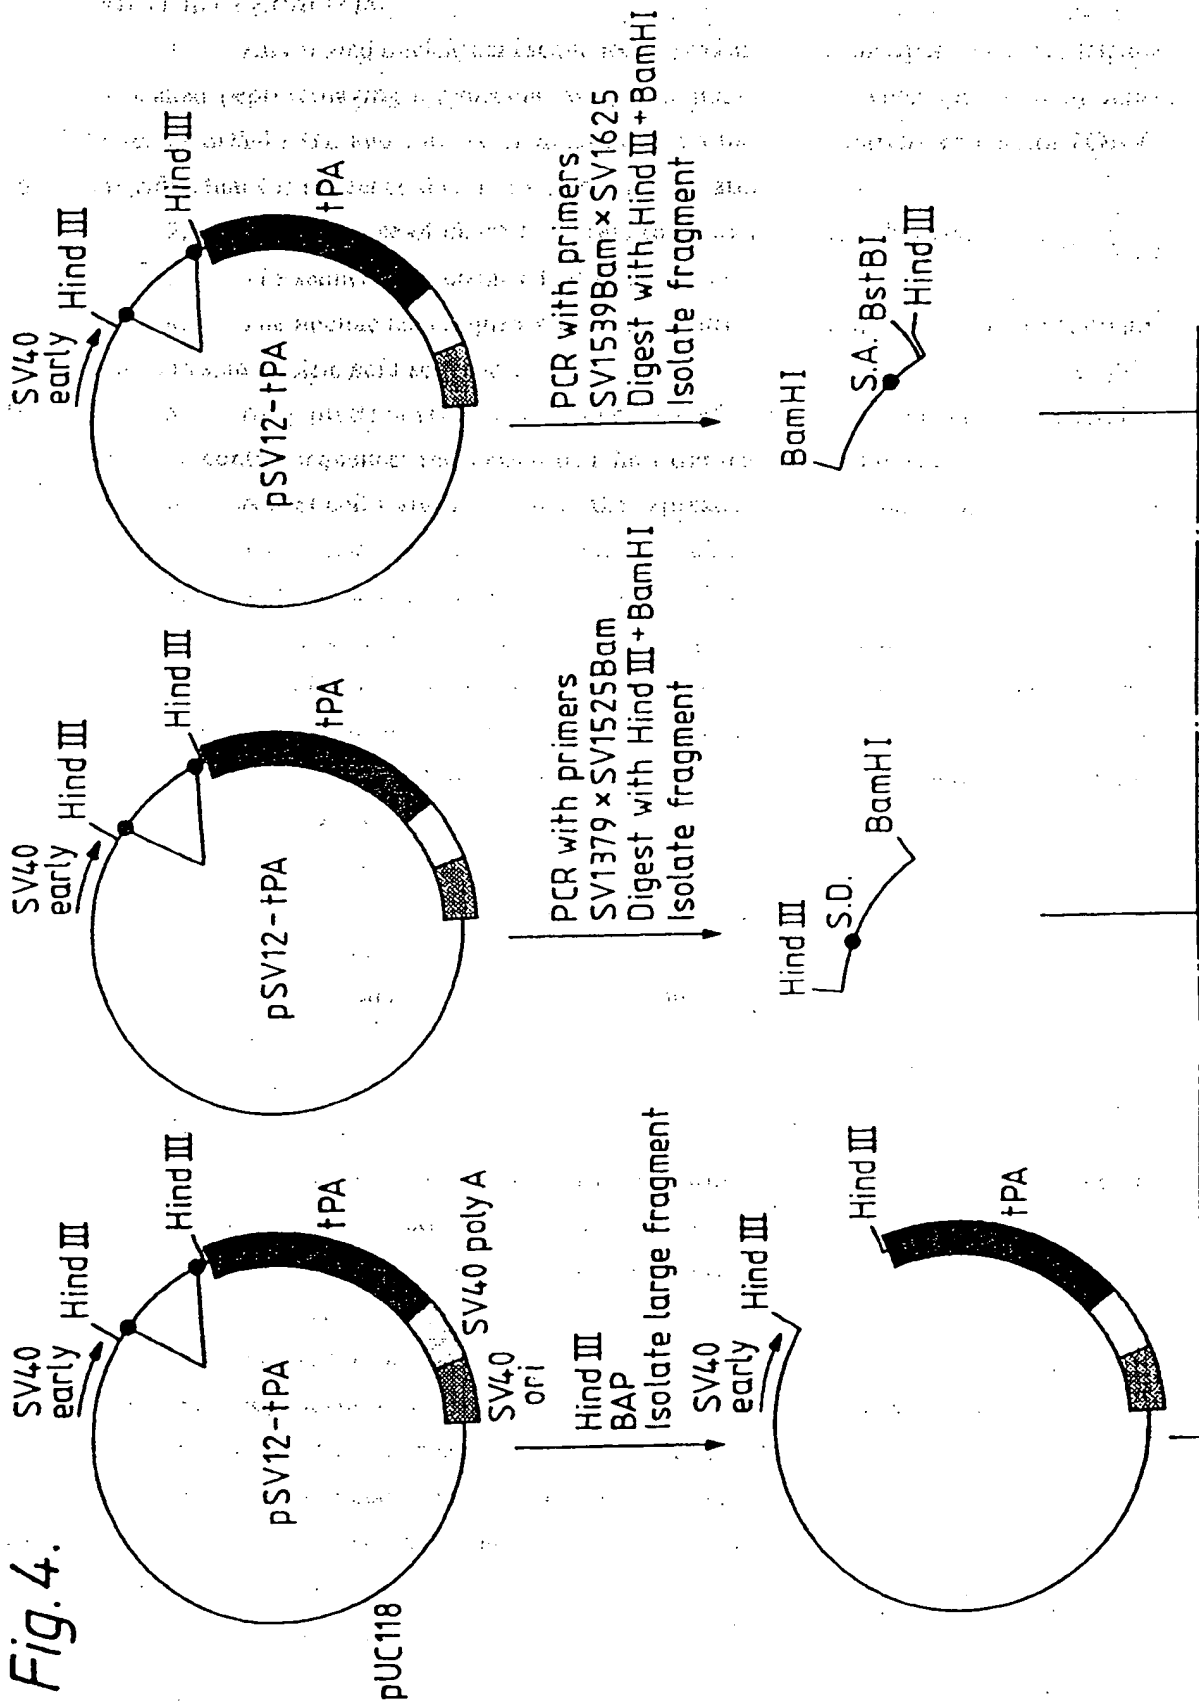 Fig. 4.
SV40
early
Hind III
Hind III
pSV12-tPA
tPA
SV40 poly A
SV40
ori
pUC118
Hind III
BAP
Isolate large fragment
SV40
early
Hind III
Hind III
tPA
SV40
early
Hind III
Hind III
pSV12-tPA
tPA
PCR with primers
SV1379 × SV1525Bam
Digest with Hind III + BamHI
Isolate fragment
Hind III
S.D.
BamHI
SV40
early
Hind III
Hind III
pSV12-tPA
tPA
PCR with primers
SV1539Bam × SV1625
Digest with Hind III + BamHI
Isolate fragment
BamHI
S.A.
BstBI
Hind III